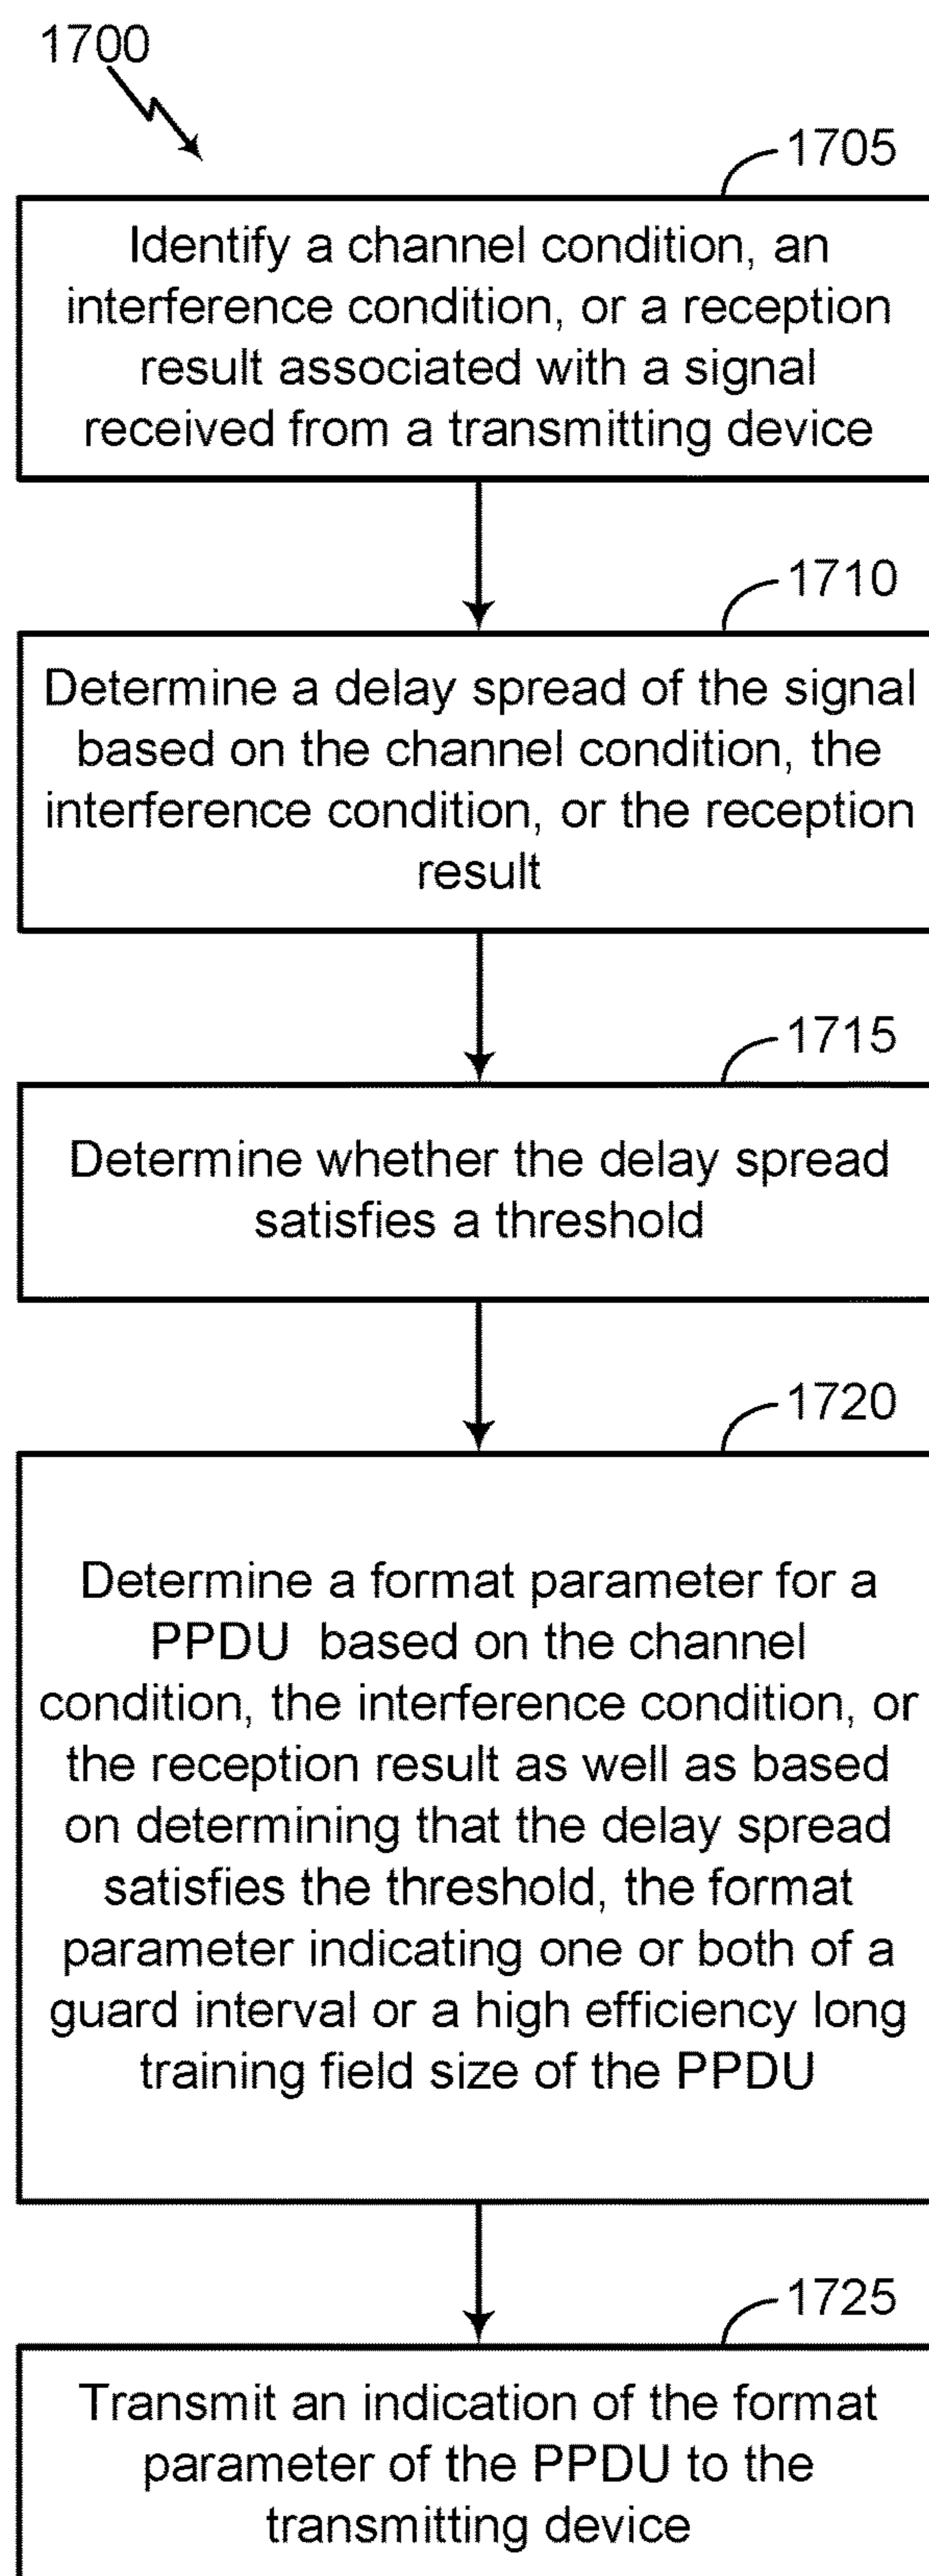 1700
1705
Identify a channel condition, an
interference condition, or a reception
result associated with a signal
received from a transmitting device
1710
Determine a delay spread of the signal
based on the channel condition, the
interference condition, or the reception
result
1715
Determine whether the delay spread
satisfies a threshold
1720
Determine a format parameter for a
PPDU based on the channel
condition, the interference condition, or
the reception result as well as based
on determining that the delay spread
satisfies the threshold, the format
parameter indicating one or both of a
guard interval or a high efficiency long
training field size of the PPDU
1725
Transmit an indication of the format
parameter of the PPDU to the
transmitting device